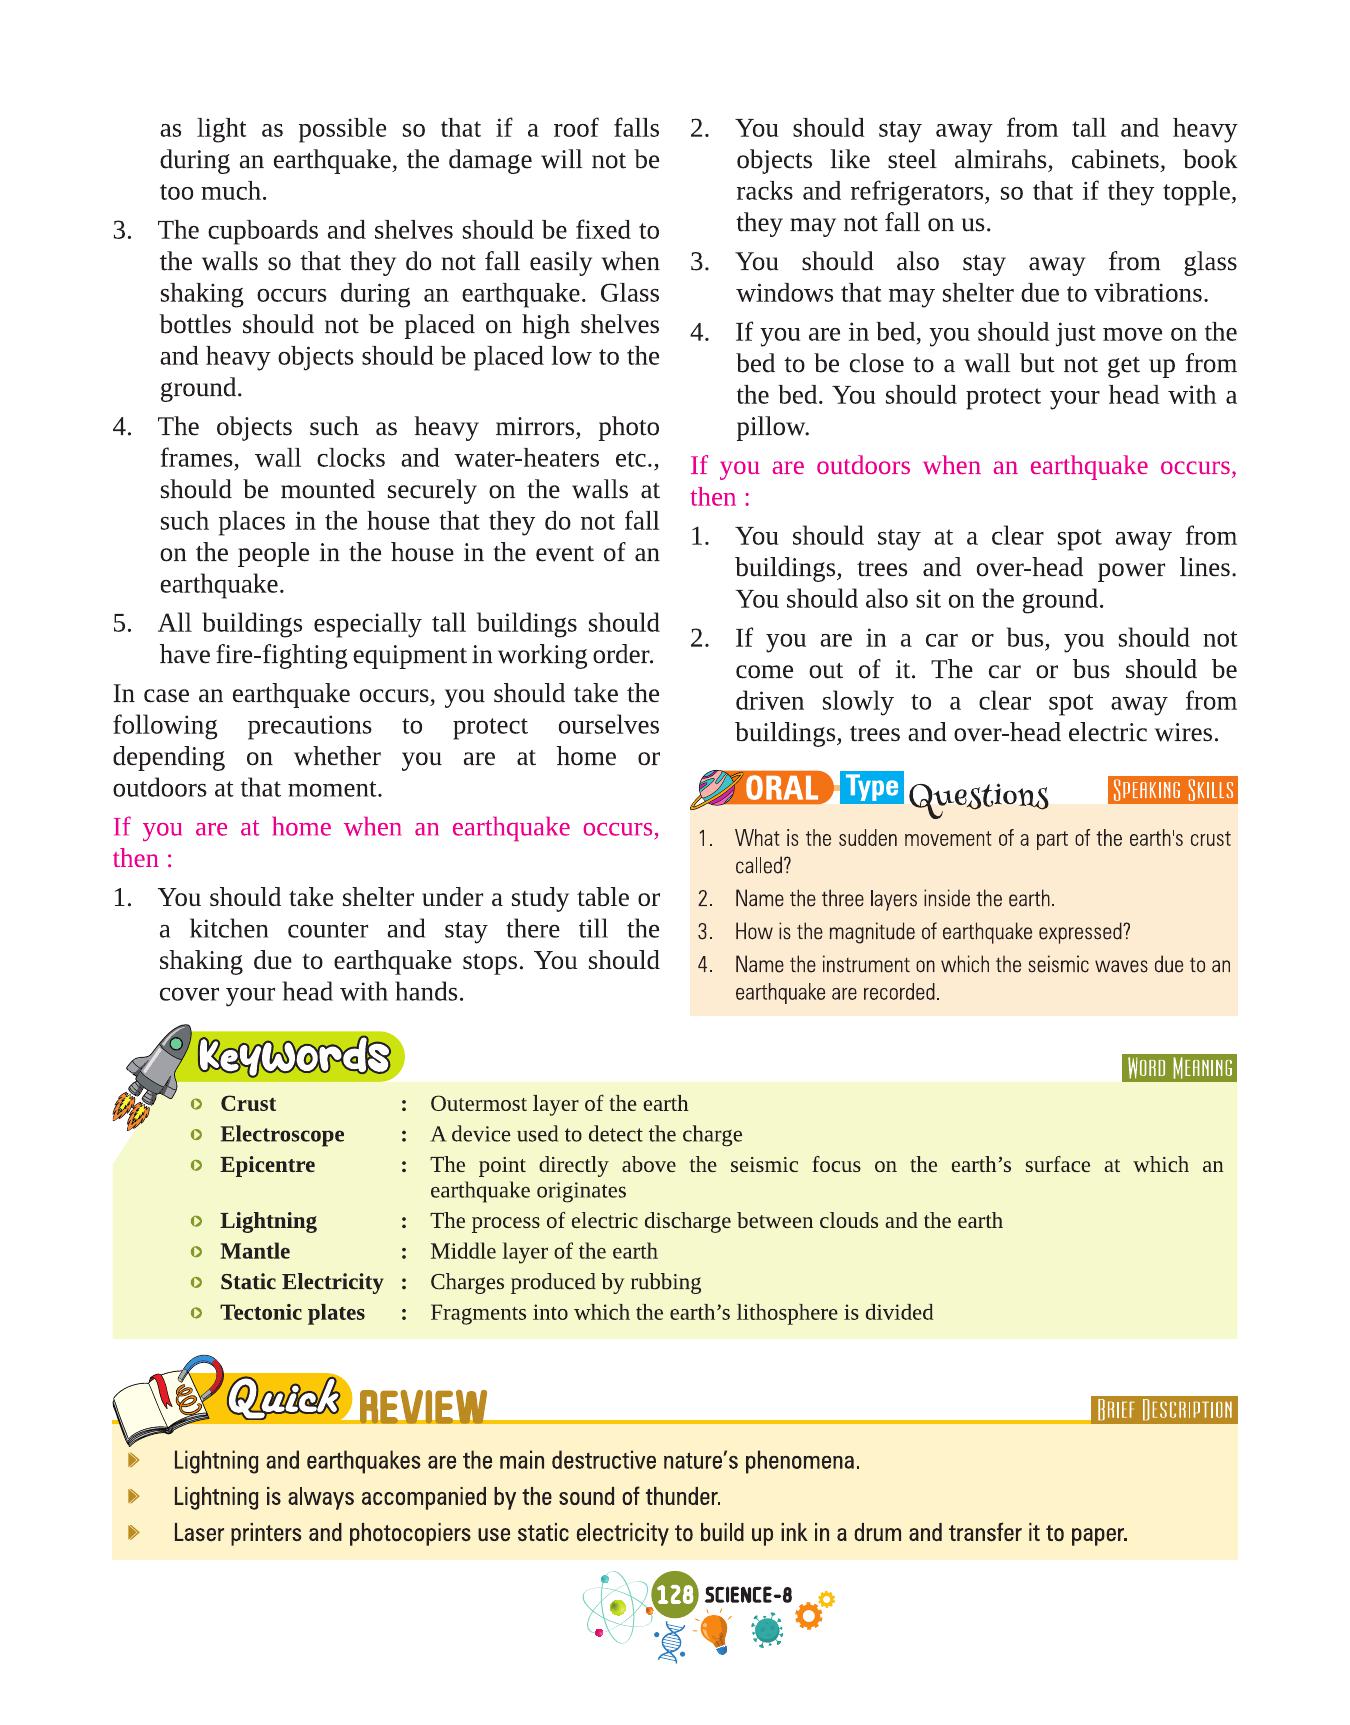 as light as possible so that if a roof falls
during an earthquake, the damage will not be
too much.
3. The cupboards and shelves should be fixed to
the walls so that they do not fall easily when
shaking occurs during an earthquake. Glass
bottles should not be placed on high shelves
and heavy objects should be placed low to the
ground.
4. The objects such as heavy mirrors, photo
frames, wall clocks and water-heaters etc.,
should be mounted securely on the walls at
such places in the house that they do not fall
on the people in the house in the event of an
earthquake.
5. All buildings especially tall buildings should
have fire-fighting equipment in working order.
In case an earthquake occurs, you should take the
following precautions to protect ourselves
depending on whether you are at home or
outdoors at that moment.
If you are at home when an earthquake occurs,
then :
1. You should take shelter under a study table or
a kitchen counter and stay there till the
shaking due to earthquake stops. You should
cover your head with hands.
2. You should stay away from tall and heavy
objects like steel almirahs, cabinets, book
racks and refrigerators, so that if they topple,
they may not fall on us.
3. You should also stay away from glass
windows that may shelter due to vibrations.
4. If you are in bed, you should just move on the
bed to be close to a wall but not get up from
the bed. You should protect your head with a
pillow.
If you are outdoors when an earthquake occurs,
then :
1. You should stay at a clear spot away from
buildings, trees and over-head power lines.
You should also sit on the ground.
2. If you are in a car or bus, you should not
come out of it. The car or bus should be
driven slowly to a clear spot away from
buildings, trees and over-head electric wires.
ORAL Type Questions SPEAKING SKILLS
1. What is the sudden movement of a part of the earth's crust
called?
2. Name the three layers inside the earth.
3. How is the magnitude of earthquake expressed?
4. Name the instrument on which the seismic waves due to an
earthquake are recorded.
KeyWords WORD MEANING
Crust : Outermost layer of the earth
Electroscope : A device used to detect the charge
Epicentre : The point directly above the seismic focus on the earth’s surface at which an
earthquake originates
Lightning : The process of electric discharge between clouds and the earth
Mantle : Middle layer of the earth
Static Electricity : Charges produced by rubbing
Tectonic plates : Fragments into which the earth’s lithosphere is divided
Quick REVIEW BRIEF DESCRIPTION
Lightning and earthquakes are the main destructive nature’s phenomena.
Lightning is always accompanied by the sound of thunder.
Laser printers and photocopiers use static electricity to build up ink in a drum and transfer it to paper.
128 SCIENCE-8